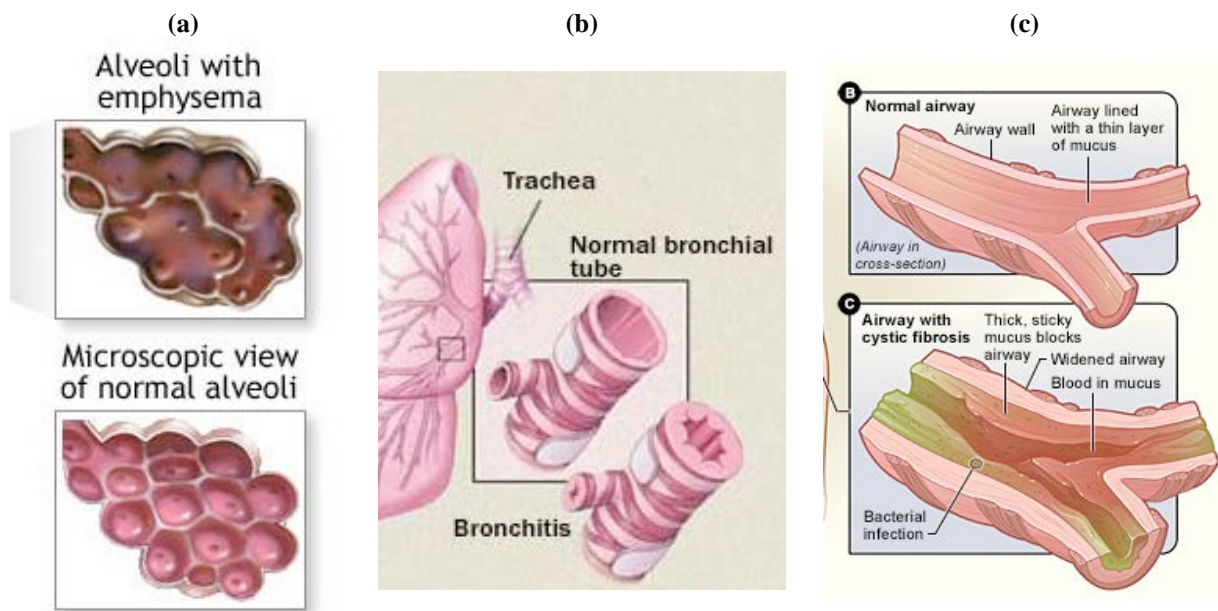 (a)
Alveoli with
emphysema
Microscopic view
of normal alveoli
(b)
Trachea
Normal bronchial
tube
Bronchitis
(c)
B
Normal airway
Airway wall
Airway lined
with a thin layer
of mucus
(Airway in
cross-section)
C
Airway with
cystic fibrosis
Thick, sticky
mucus blocks
airway
Widened airway
Blood in mucus
Bacterial
infection